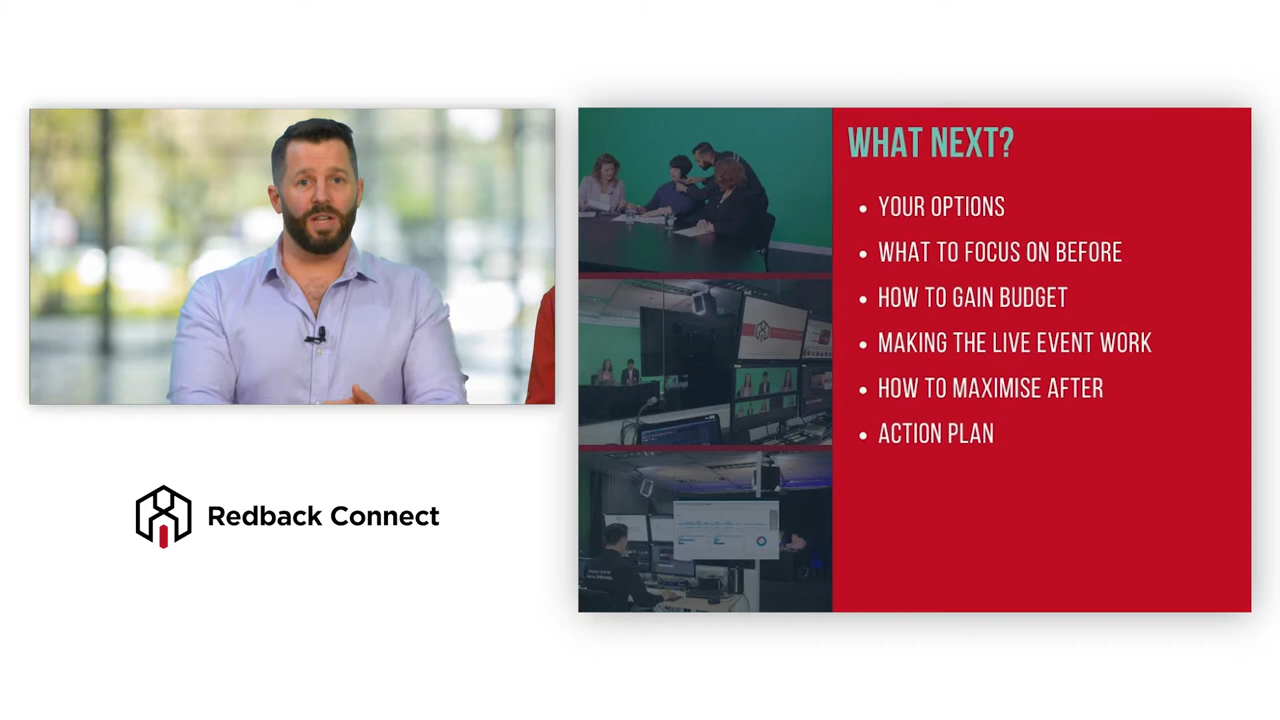 WHAT NEXT?
• YOUR OPTIONS
• WHAT TO FOCUS ON BEFORE
• HOW TO GAIN BUDGET
• MAKING THE LIVE EVENT WORK
• HOW TO MAXIMISE AFTER
• ACTION PLAN
Redback Connect